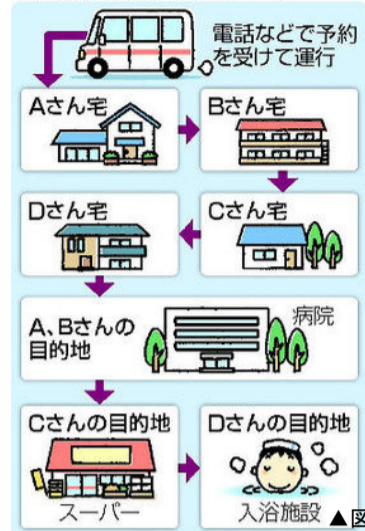 電話などで予約
を受けて運行
Aさん宅
Bさん宅
Dさん宅
Cさん宅
A、Bさんの
目的地
病院
Cさんの目的地
スーパー
Dさんの目的地
入浴施設
▲図